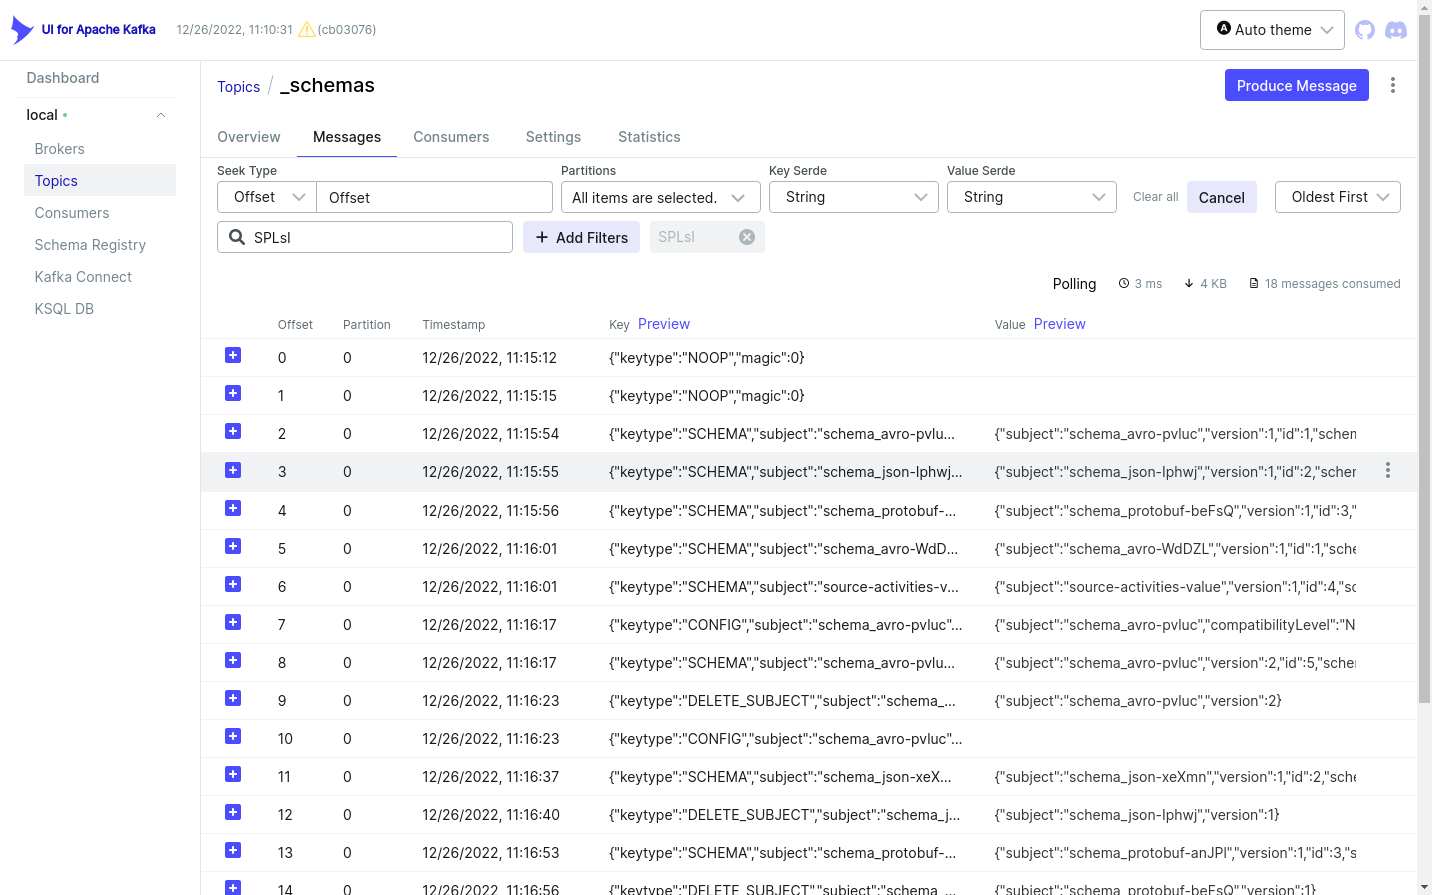 UI for Apache Kafka 12/26/2022, 11:10:31 (cb03076) A Auto theme
Dashboard
local
Brokers
Topics
Consumers
Schema Registry
Kafka Connect
KSQL DB
Topics / _schemas Produce Message
Overview Messages Consumers Settings Statistics
Seek Type Partitions Key Serde Value Serde
Offset Offset All items are selected. String String Clear all Cancel Oldest First
SPLsI Add Filters SPLsI
Polling 3 ms 4 KB 18 messages consumed
Offset Partition Timestamp Key Preview Value Preview
0 0 12/26/2022, 11:15:12 {"keytype":"NOOP","magic":0}
1 0 12/26/2022, 11:15:15 {"keytype":"NOOP","magic":0}
2 0 12/26/2022, 11:15:54 {"keytype":"SCHEMA","subject":"schema_avro-pvluc... {"subject":"schema_avro-pvluc","version":1,"id":1,"schem
3 0 12/26/2022, 11:15:55 {"keytype":"SCHEMA","subject":"schema_json-Iphwj... {"subject":"schema_json-Iphwj","version":1,"id":2,"scher
4 0 12/26/2022, 11:15:56 {"keytype":"SCHEMA","subject":"schema_protobuf-... {"subject":"schema_protobuf-beFsQ","version":1,"id":3,"
5 0 12/26/2022, 11:16:01 {"keytype":"SCHEMA","subject":"schema_avro-WdD... {"subject":"schema_avro-WdDZL","version":1,"id":1,"sche
6 0 12/26/2022, 11:16:01 {"keytype":"SCHEMA","subject":"source-activities-v... {"subject":"source-activities-value","version":1,"id":4,"sc
7 0 12/26/2022, 11:16:17 {"keytype":"CONFIG","subject":"schema_avro-pvluc"... {"subject":"schema_avro-pvluc","compatibilityLevel":"N
8 0 12/26/2022, 11:16:17 {"keytype":"SCHEMA","subject":"schema_avro-pvlu... {"subject":"schema_avro-pvluc","version":2,"id":5,"sche
9 0 12/26/2022, 11:16:23 {"keytype":"DELETE_SUBJECT","subject":"schema_... {"subject":"schema_avro-pvluc","version":2}
10 0 12/26/2022, 11:16:23 {"keytype":"CONFIG","subject":"schema_avro-pvluc"...
11 0 12/26/2022, 11:16:37 {"keytype":"SCHEMA","subject":"schema_json-xeX... {"subject":"schema_json-xeXmn","version":1,"id":2,"sche
12 0 12/26/2022, 11:16:40 {"keytype":"DELETE_SUBJECT","subject":"schema_j... {"subject":"schema_json-Iphwj","version":1}
13 0 12/26/2022, 11:16:53 {"keytype":"SCHEMA","subject":"schema_protobuf-... {"subject":"schema_protobuf-anJPI","version":1,"id":3,"s
14 0 12/26/2022, 11:16:56 {"keytype":"DELETE_SUBJECT","subject":"schema_... {"subject":"schema_protobuf-beFsQ","version":1}